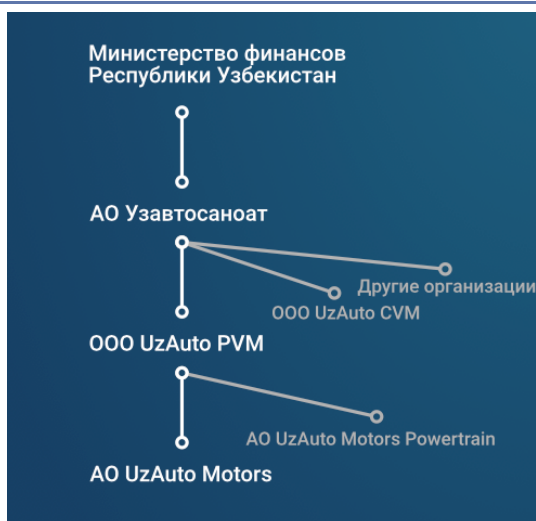 Министерство финансов
Республики Узбекистан
АО Узавтосаноат
Другие организации
ООО UzAuto CVM
ООО UzAuto PVM
АО UzAuto Motors Powertrain
АО UzAuto Motors